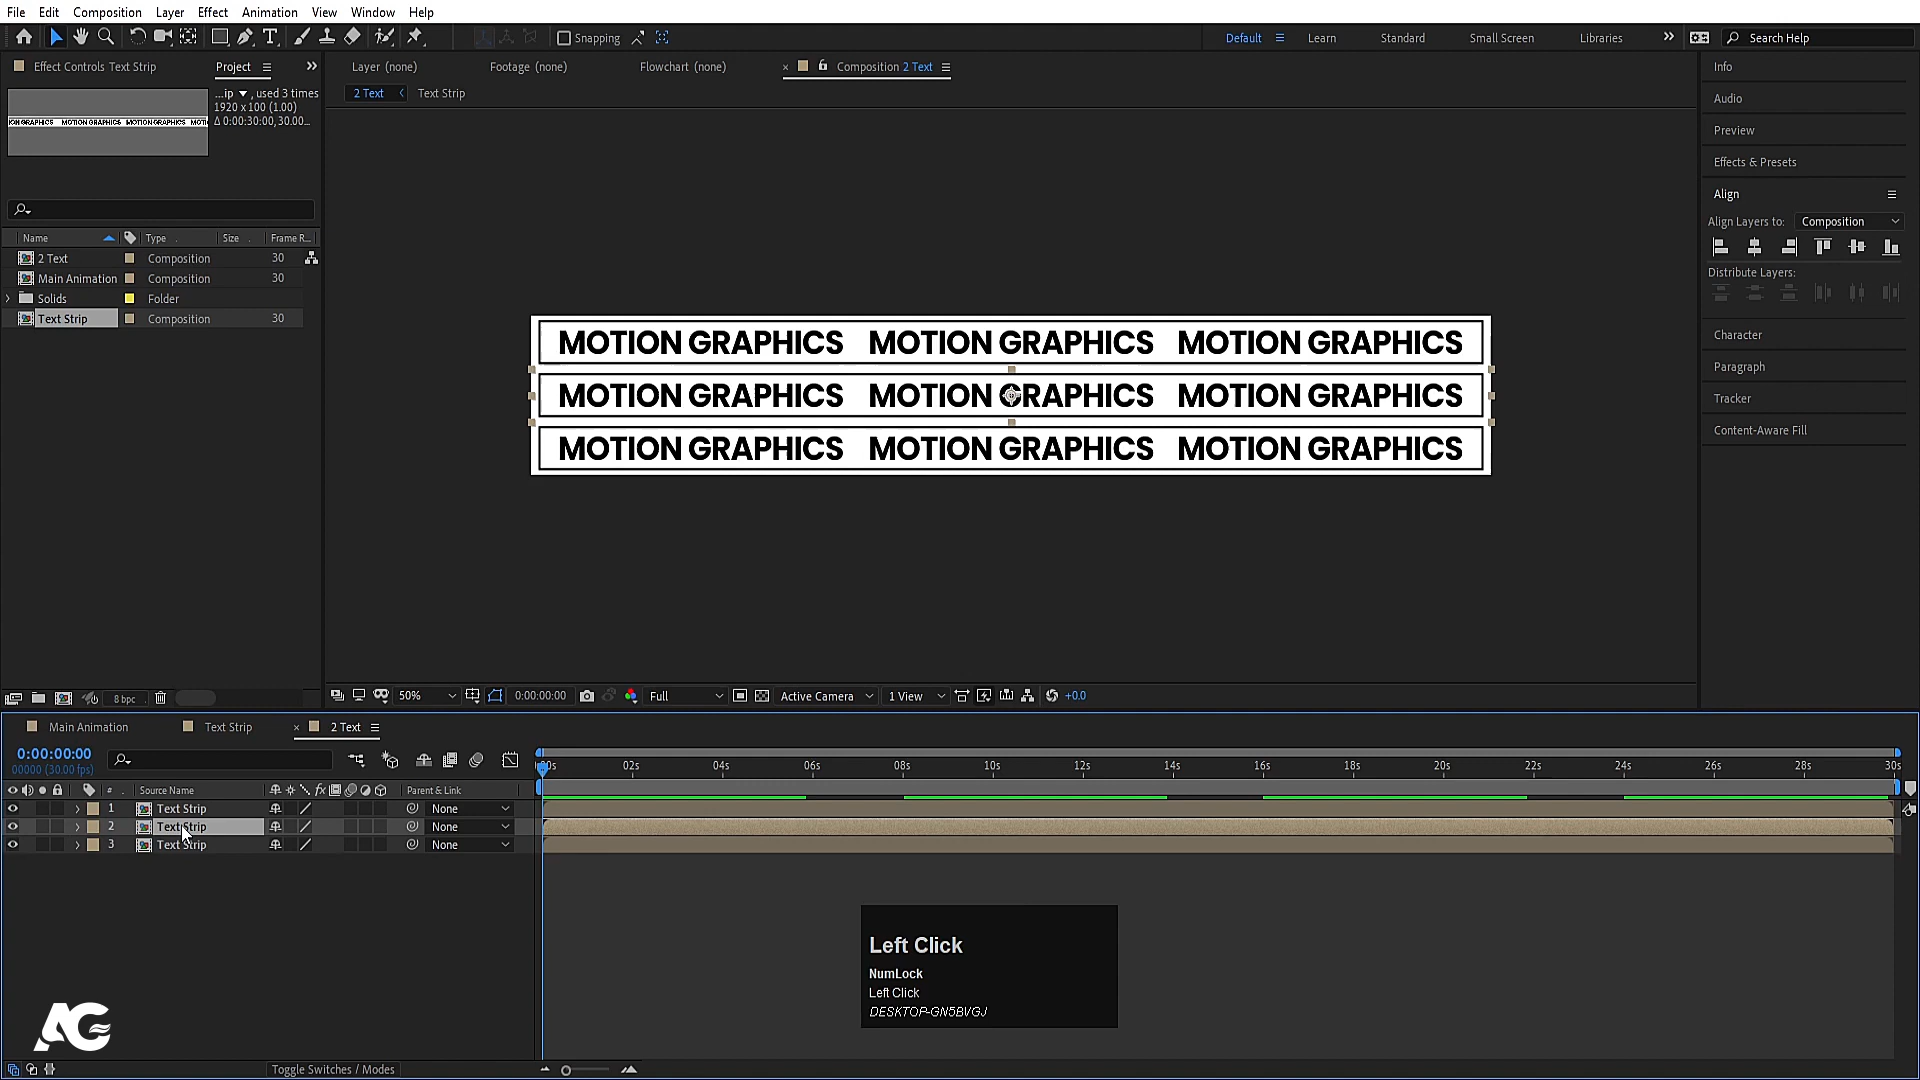 File Edit Composition Layer Effect Animation View Window Help
Snapping
Default Learn Standard Small Screen Libraries Search Help
Effect Controls Text Strip Project
Layer (none) Footage (none) Flowchart (none) Composition 2 Text
2 Text Text Strip
...ip , used 3 times
1920 x 100 (1.00)
Δ 0:00:30:00, 30.00...
Name Type Size Frame R...
2 Text Composition 30
Main Animation Composition 30
Solids Folder
Text Strip Composition 30
MOTION GRAPHICS MOTION GRAPHICS MOTION GRAPHICS
MOTION GRAPHICS MOTION GRAPHICS MOTION GRAPHICS
MOTION GRAPHICS MOTION GRAPHICS MOTION GRAPHICS
Info
Audio
Preview
Effects & Presets
Align
Align Layers to: Composition
Distribute Layers:
Character
Paragraph
Tracker
Content-Aware Fill
8 bpc
50% 0:00:00:00 Full Active Camera 1 View +0.0
Main Animation Text Strip 2 Text
0:00:00:00
00000 (30.00 fps)
02s 04s 06s 08s 10s 12s 14s 16s 18s 20s 22s 24s 26s 28s 30s
# Source Name fx Parent & Link
1 Text Strip None
2 Text Strip None
3 Text Strip None
Left Click
NumLock
Left Click
DESKTOP-GN5BVGJ
AG
Toggle Switches / Modes